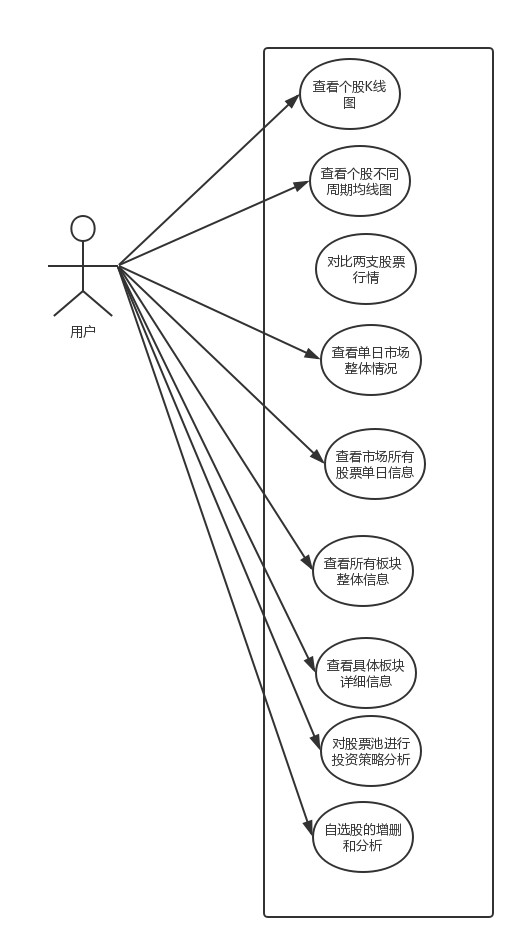 查看个股K线
图
查看个股不同
周期均线图
对比两支股票
行情
用户
查看单日市场
整体情况
查看市场所有
股票单日信息
查看所有板块
整体信息
查看具体板块
详细信息
对股票池进行
投资策略分析
自选股的增删
和分析